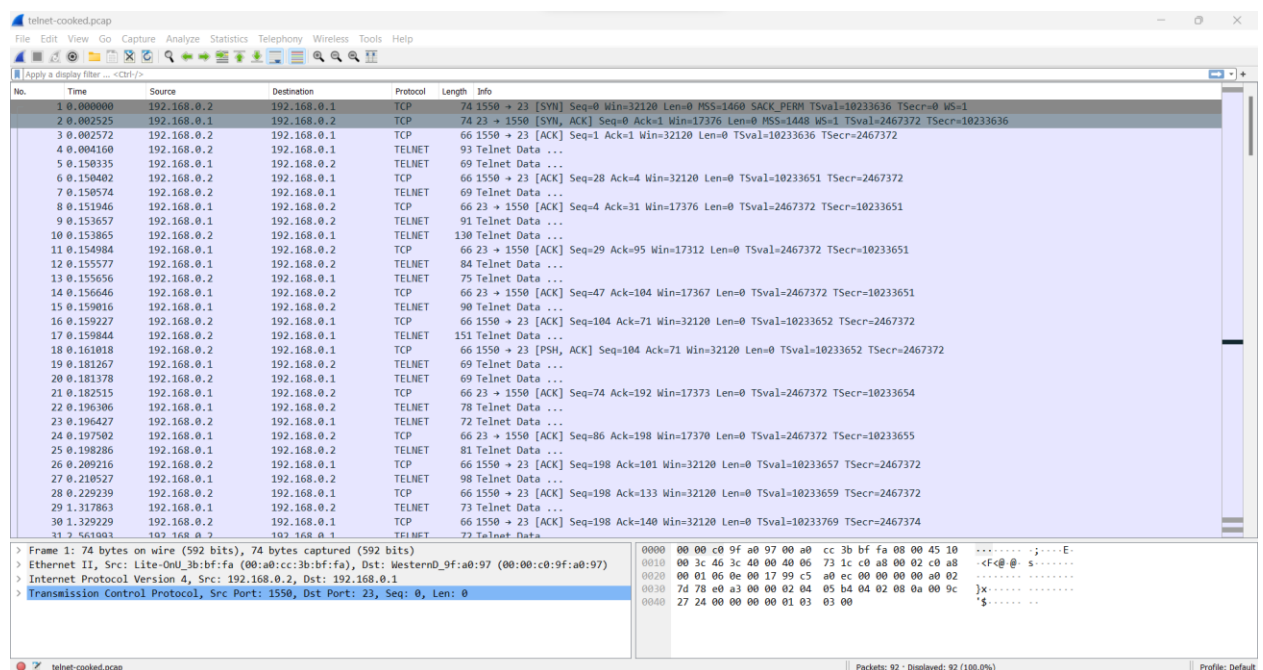 telnet-cooked.pcap
File Edit View Go Capture Analyze Statistics Telephony Wireless Tools Help
Apply a display filter ... <Ctrl-/>
No. Time Source Destination Protocol Length Info
1 0.000000 192.168.0.2 192.168.0.1 TCP 74 1550 → 23 [SYN] Seq=0 Win=32120 Len=0 MSS=1460 SACK_PERM TSval=10233636 TSecr=0 WS=1
2 0.002525 192.168.0.1 192.168.0.2 TCP 74 23 → 1550 [SYN, ACK] Seq=0 Ack=1 Win=17376 Len=0 MSS=1448 WS=1 TSval=2467372 TSecr=10233636
3 0.002572 192.168.0.2 192.168.0.1 TCP 66 1550 → 23 [ACK] Seq=1 Ack=1 Win=32120 Len=0 TSval=10233636 TSecr=2467372
4 0.004160 192.168.0.2 192.168.0.1 TELNET 93 Telnet Data ...
5 0.150335 192.168.0.1 192.168.0.2 TELNET 69 Telnet Data ...
6 0.150402 192.168.0.2 192.168.0.1 TCP 66 1550 → 23 [ACK] Seq=28 Ack=4 Win=32120 Len=0 TSval=10233651 TSecr=2467372
7 0.150574 192.168.0.2 192.168.0.1 TELNET 69 Telnet Data ...
8 0.151946 192.168.0.1 192.168.0.2 TCP 66 23 → 1550 [ACK] Seq=4 Ack=31 Win=17376 Len=0 TSval=2467372 TSecr=10233651
9 0.153657 192.168.0.1 192.168.0.2 TELNET 91 Telnet Data ...
10 0.153865 192.168.0.2 192.168.0.1 TELNET 130 Telnet Data ...
11 0.154984 192.168.0.1 192.168.0.2 TCP 66 23 → 1550 [ACK] Seq=29 Ack=95 Win=17312 Len=0 TSval=2467372 TSecr=10233651
12 0.155577 192.168.0.1 192.168.0.2 TELNET 84 Telnet Data ...
13 0.155656 192.168.0.2 192.168.0.1 TELNET 75 Telnet Data ...
14 0.156646 192.168.0.1 192.168.0.2 TCP 66 23 → 1550 [ACK] Seq=47 Ack=104 Win=17367 Len=0 TSval=2467372 TSecr=10233651
15 0.159016 192.168.0.1 192.168.0.2 TELNET 90 Telnet Data ...
16 0.159227 192.168.0.2 192.168.0.1 TCP 66 1550 → 23 [ACK] Seq=104 Ack=71 Win=32120 Len=0 TSval=10233652 TSecr=2467372
17 0.159844 192.168.0.2 192.168.0.1 TELNET 151 Telnet Data ...
18 0.161018 192.168.0.2 192.168.0.1 TCP 66 1550 → 23 [PSH, ACK] Seq=104 Ack=71 Win=32120 Len=0 TSval=10233652 TSecr=2467372
19 0.181267 192.168.0.1 192.168.0.2 TELNET 69 Telnet Data ...
20 0.181378 192.168.0.2 192.168.0.1 TELNET 69 Telnet Data ...
21 0.182515 192.168.0.1 192.168.0.2 TCP 66 23 → 1550 [ACK] Seq=74 Ack=192 Win=17373 Len=0 TSval=2467372 TSecr=10233654
22 0.196306 192.168.0.1 192.168.0.2 TELNET 78 Telnet Data ...
23 0.196427 192.168.0.2 192.168.0.1 TELNET 72 Telnet Data ...
24 0.197502 192.168.0.1 192.168.0.2 TCP 66 23 → 1550 [ACK] Seq=86 Ack=198 Win=17370 Len=0 TSval=2467372 TSecr=10233655
25 0.198286 192.168.0.1 192.168.0.2 TELNET 81 Telnet Data ...
26 0.209216 192.168.0.2 192.168.0.1 TCP 66 1550 → 23 [ACK] Seq=198 Ack=101 Win=32120 Len=0 TSval=10233657 TSecr=2467372
27 0.210527 192.168.0.1 192.168.0.2 TELNET 98 Telnet Data ...
28 0.229239 192.168.0.2 192.168.0.1 TCP 66 1550 → 23 [ACK] Seq=198 Ack=133 Win=32120 Len=0 TSval=10233659 TSecr=2467372
29 1.317863 192.168.0.1 192.168.0.2 TELNET 73 Telnet Data ...
30 1.329229 192.168.0.2 192.168.0.1 TCP 66 1550 → 23 [ACK] Seq=198 Ack=140 Win=32120 Len=0 TSval=10233769 TSecr=2467374
31 2.561993 192.168.0.2 192.168.0.1 TELNET 72 Telnet Data ...
Frame 1: 74 bytes on wire (592 bits), 74 bytes captured (592 bits)
Ethernet II, Src: Lite-OnU_3b:bf:fa (00:a0:cc:3b:bf:fa), Dst: WesternD_9f:a0:97 (00:00:c0:9f:a0:97)
Internet Protocol Version 4, Src: 192.168.0.2, Dst: 192.168.0.1
Transmission Control Protocol, Src Port: 1550, Dst Port: 23, Seq: 0, Len: 0
0000 00 00 c0 9f a0 97 00 a0 cc 3b bf fa 08 00 45 10 ········ ·;····E·
0010 00 3c 46 3c 40 00 40 06 73 1c c0 a8 00 02 c0 a8 ·<F<@·@· s·······
0020 00 01 06 0e 00 17 99 c5 a0 ec 00 00 00 00 a0 02 ········ ········
0030 7d 78 e0 a3 00 00 02 04 05 b4 04 02 08 0a 00 9c }x······ ········
0040 27 24 00 00 00 00 01 03 03 00 '$······ ··
telnet-cooked.pcap Packets: 92 · Displayed: 92 (100.0%) Profile: Default